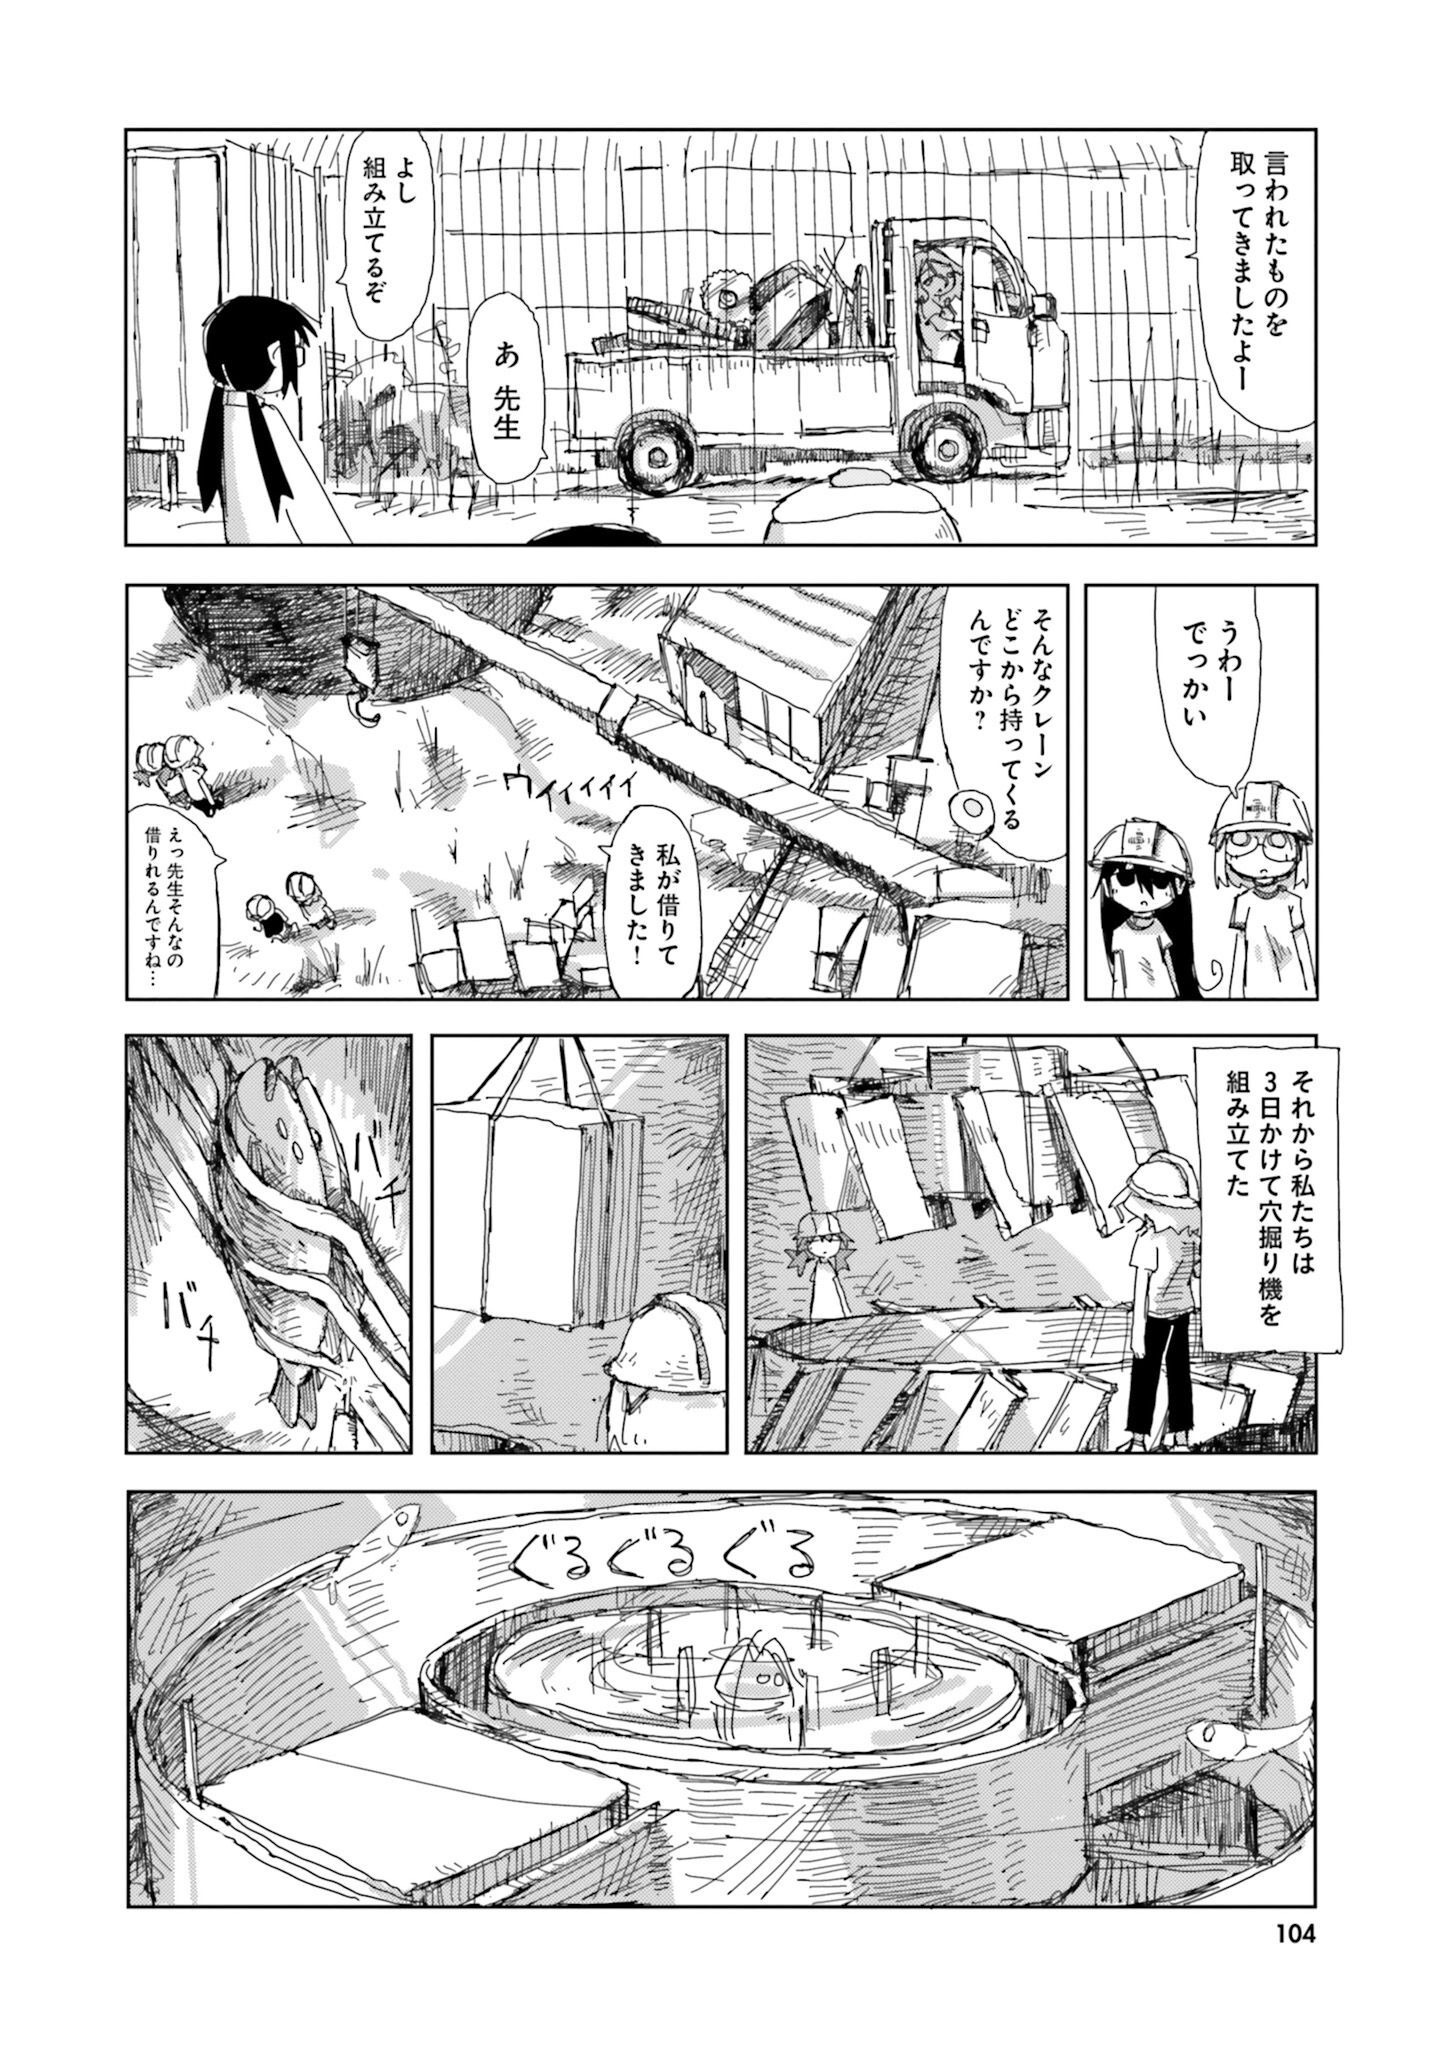 言われたものを
取ってきましたよー
あ 先生
よし
組み立てるぞ
うわー
でっかい
そんなクレーン
どこから持ってくる
んですか?
ウィイイイイ
私が借りて
きました!
えっ先生そんなの
借りれるんですね…
それから私たちは
3日かけて穴掘り機を
組み立てた
バチ
バチ
ぐるぐるぐる
104